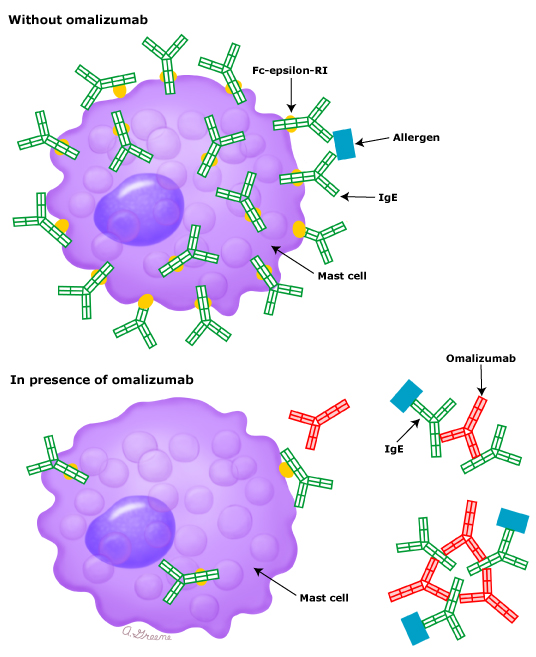 Without omalizumab
Fc-epsilon-RI
Allergen
IgE
Mast cell
In presence of omalizumab
Omalizumab
IgE
Mast cell
A. Greene